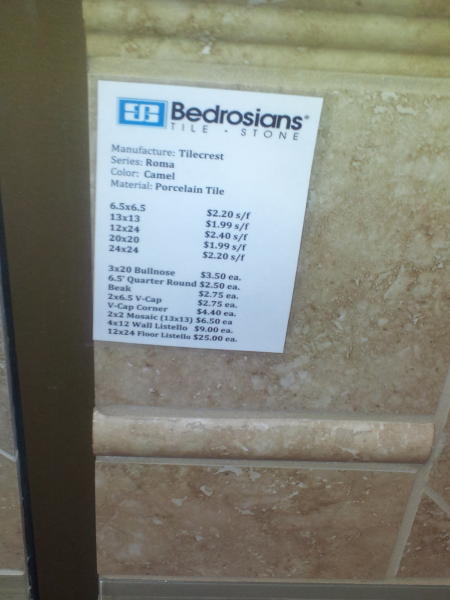 Bedrosians®
TILE · STONE
Manufacture: Tilecrest
Series: Roma
Color: Camel
Material: Porcelain Tile
6.5x6.5 $2.20 s/f
13x13 $1.99 s/f
12x24 $2.40 s/f
20x20 $1.99 s/f
24x24 $2.20 s/f
3x20 Bullnose $3.50 ea.
6.5' Quarter Round $2.50 ea.
Beak $2.75 ea.
2x6.5 V-Cap $2.75 ea.
V-Cap Corner $4.40 ea.
2x2 Mosaic (13x13) $6.50 ea
4x12 Wall Listello $9.00 ea.
12x24 Floor Listello $25.00 ea.